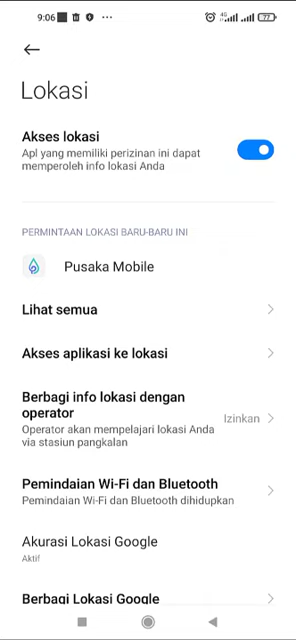 9:06
4G
77
Lokasi
Akses lokasi
Apl yang memiliki perizinan ini dapat
memperoleh info lokasi Anda
PERMINTAAN LOKASI BARU-BARU INI
Pusaka Mobile
Lihat semua
Akses aplikasi ke lokasi
Berbagi info lokasi dengan
operator
Izinkan
Operator akan mempelajari lokasi Anda
via stasiun pangkalan
Pemindaian Wi-Fi dan Bluetooth
Pemindaian Wi-Fi dan Bluetooth dihidupkan
Akurasi Lokasi Google
Aktif
Berbagi Lokasi Google